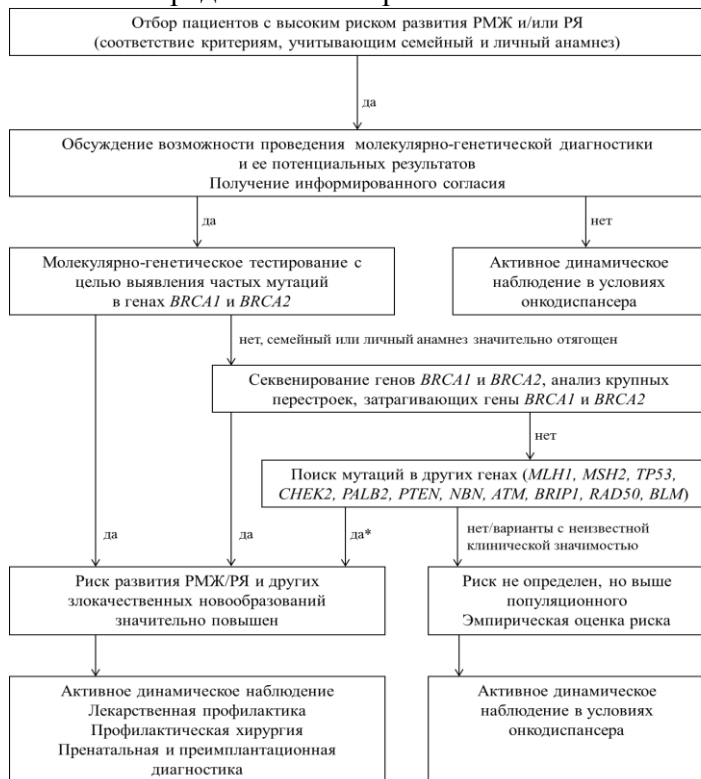 Отбор пациентов с высоким риском развития РМЖ и/или РЯ
(соответствие критериям, учитывающим семейный и личный анамнез)
да
Обсуждение возможности проведения молекулярно-генетической диагностики
и ее потенциальных результатов
Получение информированного согласия
да
нет
Молекулярно-генетическое тестирование с
целью выявления частых мутаций
в генах BRCA1 и BRCA2
Активное динамическое
наблюдение в условиях
онкодиспансера
нет, семейный или личный анамнез значительно отягощен
Секвенирование генов BRCA1 и BRCA2, анализ крупных
перестроек, затрагивающих гены BRCA1 и BRCA2
нет
Поиск мутаций в других генах (MLH1, MSH2, TP53,
CHEK2, PALB2, PTEN, NBN, ATM, BRIP1, RAD50, BLM)
да
да
да*
нет/варианты с неизвестной
клинической значимостью
Риск развития РМЖ/РЯ и других
злокачественных новообразований
значительно повышен
Риск не определен, но выше
популяционного
Эмпирическая оценка риска
Активное динамическое наблюдение
Лекарственная профилактика
Профилактическая хирургия
Пренатальная и преимплантационная
диагностика
Активное динамическое
наблюдение в условиях
онкодиспансера